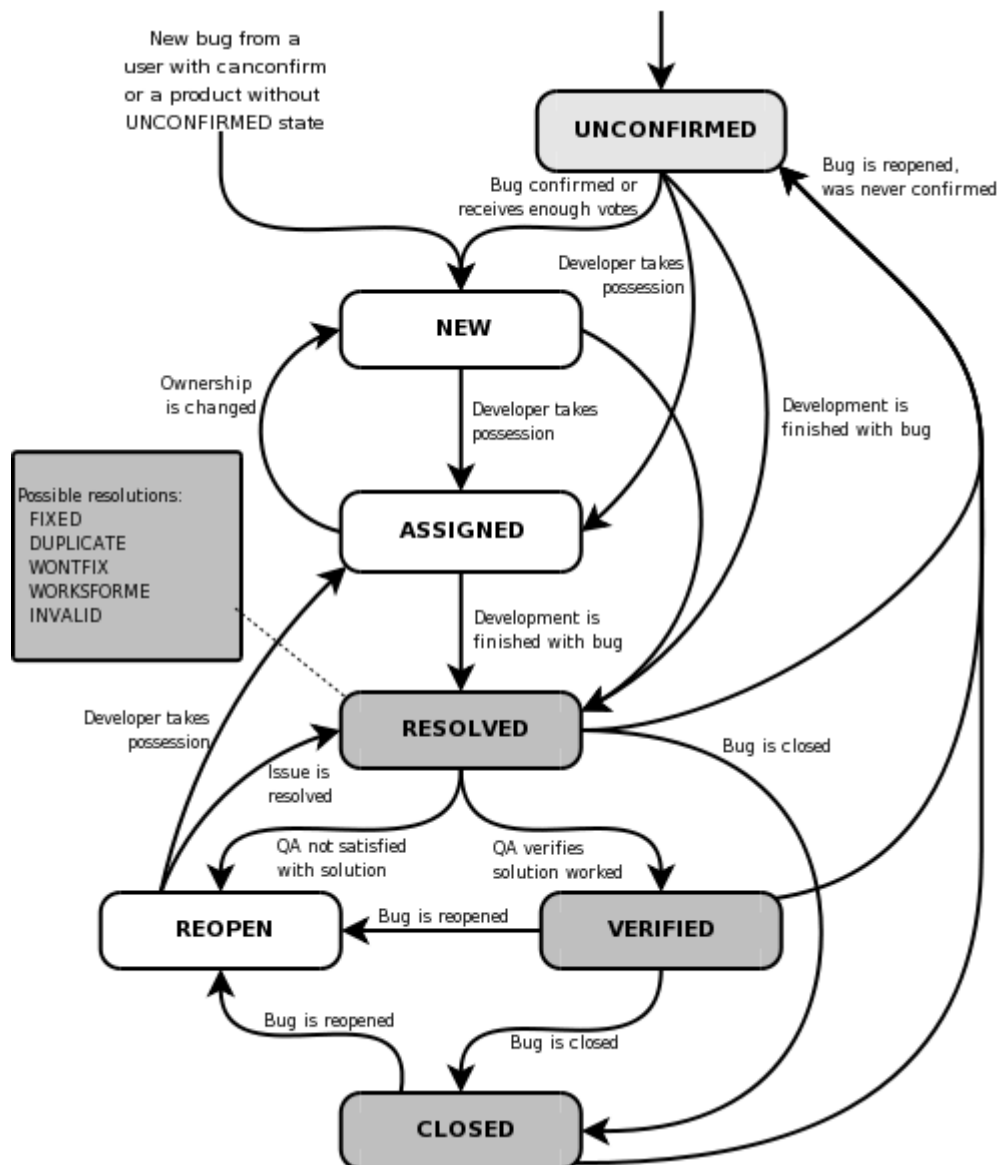 New bug from a
user with canconfirm
or a product without
UNCONFIRMED state
UNCONFIRMED
Bug is reopened,
was never confirmed
Bug confirmed or
receives enough votes
Developer takes
possession
NEW
Ownership
is changed
Developer takes
possession
Development is
finished with bug
Possible resolutions:
FIXED
DUPLICATE
WONTFIX
WORKSFORME
INVALID
ASSIGNED
Development is
finished with bug
Developer takes
possession
RESOLVED
Bug is closed
Issue is
resolved
QA not satisfied
with solution
QA verifies
solution worked
REOPEN
Bug is reopened
VERIFIED
Bug is reopened
Bug is closed
CLOSED